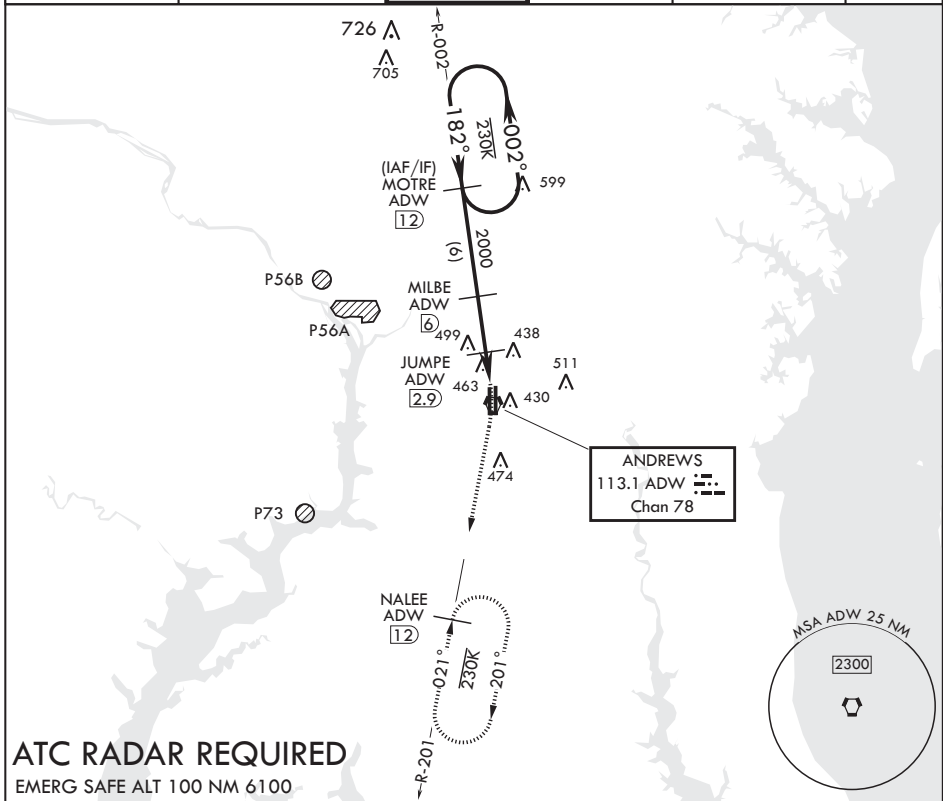 726
705
R-002
182°
230K
002°
(IAF/IF)
MOTRE
ADW
12
599
2000
(6)
P56B
P56A
MILBE
ADW
6
499
438
JUMPE
ADW
2.9
463
511
430
ANDREWS
113.1 ADW
Chan 78
474
P73
NALEE
ADW
12
021°
230K
201°
R-201
MSA ADW 25 NM
2300
ATC RADAR REQUIRED
EMERG SAFE ALT 100 NM 6100